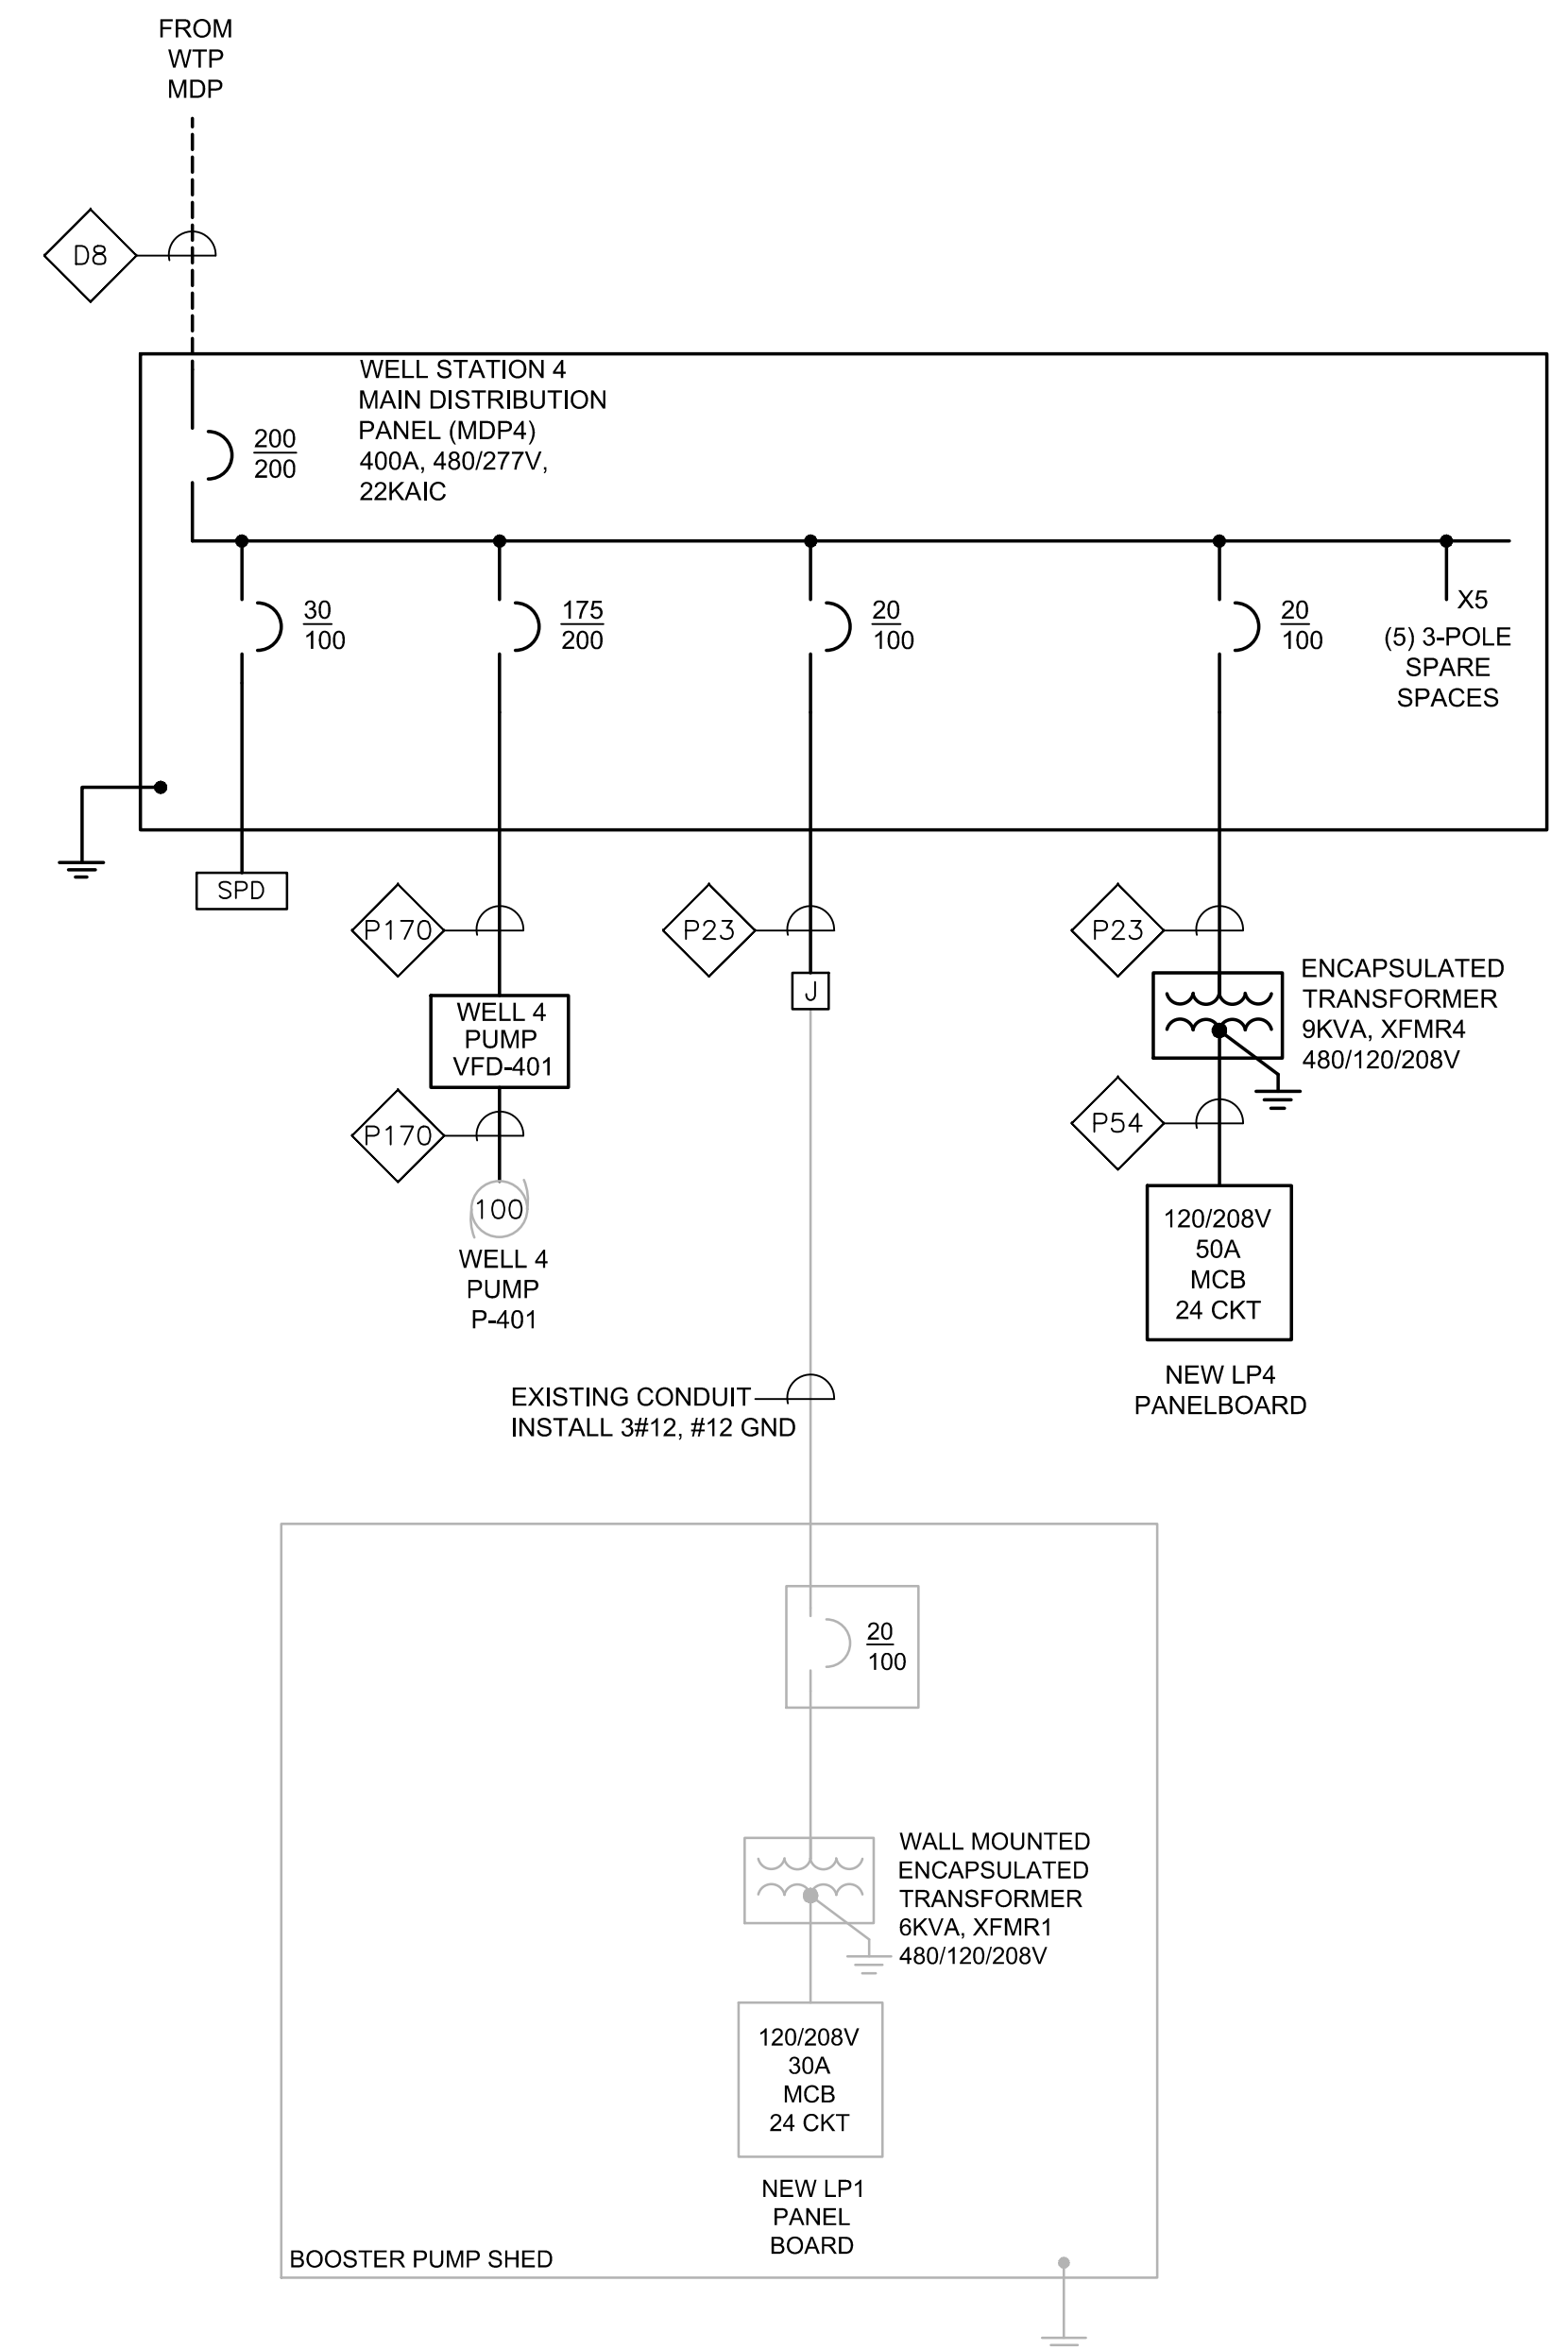 FROM
WTP
MDP
D8
WELL STATION 4
MAIN DISTRIBUTION
PANEL (MDP4)
400A, 480/277V,
22KAIC
200
200
30
100
175
200
20
100
20
100
X5
(5) 3-POLE
SPARE
SPACES
SPD
P170
P23
P23
WELL 4
PUMP
VFD-401
J
ENCAPSULATED
TRANSFORMER
9KVA, XFMR4
480/120/208V
P170
P54
100
WELL 4
PUMP
P-401
120/208V
50A
MCB
24 CKT
NEW LP4
PANELBOARD
EXISTING CONDUIT
INSTALL 3#12, #12 GND
20
100
WALL MOUNTED
ENCAPSULATED
TRANSFORMER
6KVA, XFMR1
480/120/208V
120/208V
30A
MCB
24 CKT
NEW LP1
PANEL
BOARD
BOOSTER PUMP SHED